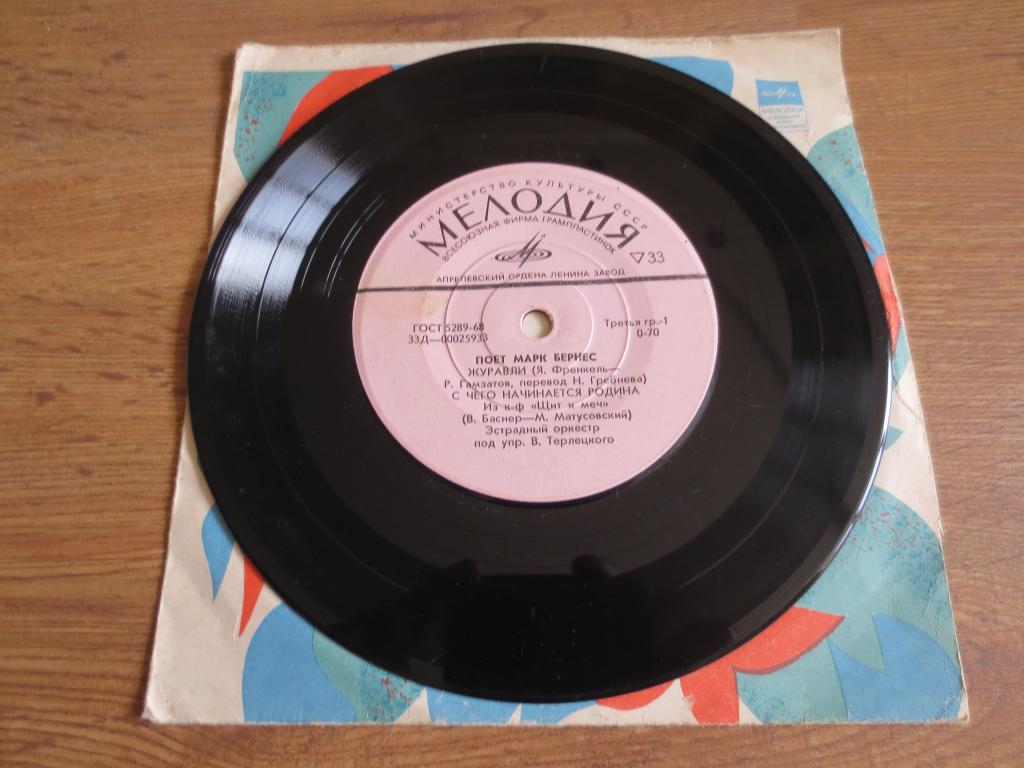 МИНИСТЕРСТВО КУЛЬТУРЫ СССР
МЕЛОДИЯ
ВСЕСОЮЗНАЯ ФИРМА ГРАМПЛАСТИНОК
33
АПРЕЛЕВСКИЙ ОРДЕНА ЛЕНИНА ЗАВОД
ГОСТ 5289-68
Третья гр.-1
33Д—00025933
0-70
ПОЕТ МАРК БЕРНЕС
ЖУРАВЛИ (Я. Френкель—
Р. Гамзатов, перевод Н. Гребнева)
С ЧЕГО НАЧИНАЕТСЯ РОДИНА
Из к-ф «Щит и меч»
(В. Баснер—М. Матусовский)
Эстрадный оркестр
под упр. В. Терлецкого
МЕЛОДИЯ